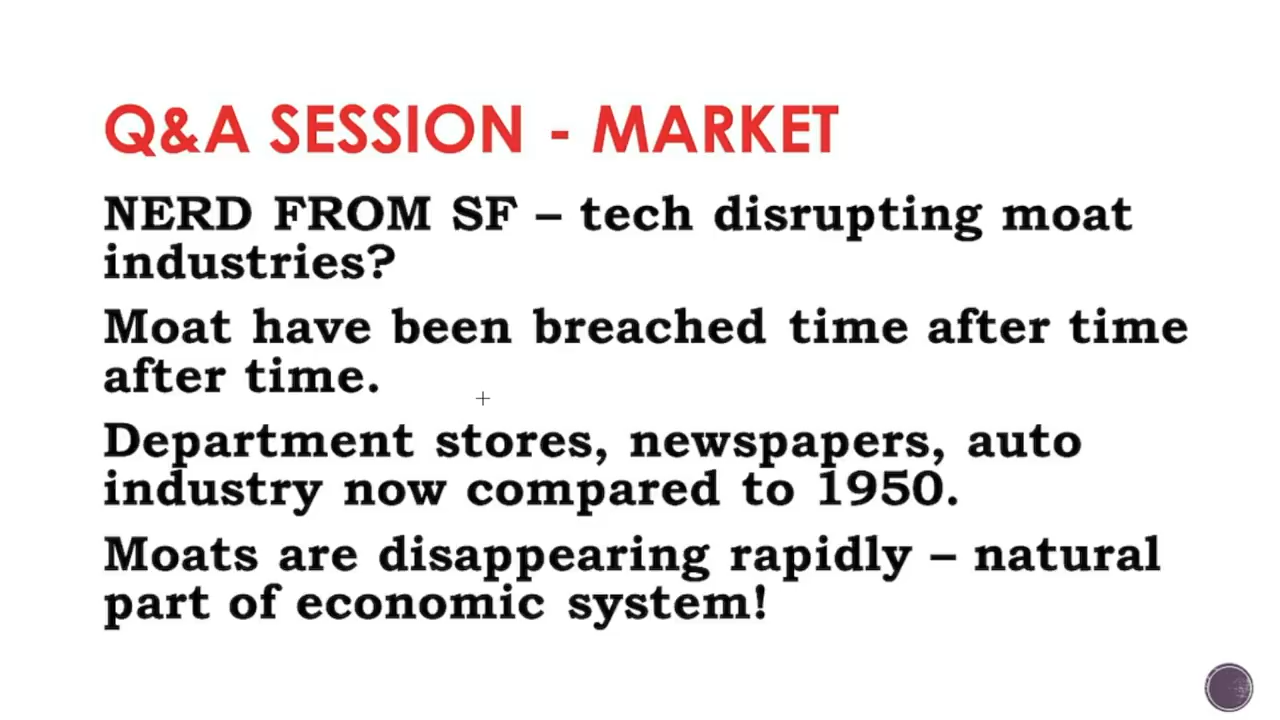 Q&A SESSION - MARKET
NERD FROM SF – tech disrupting moat
industries?
Moat have been breached time after time
after time.
Department stores, newspapers, auto
industry now compared to 1950.
Moats are disappearing rapidly – natural
part of economic system!